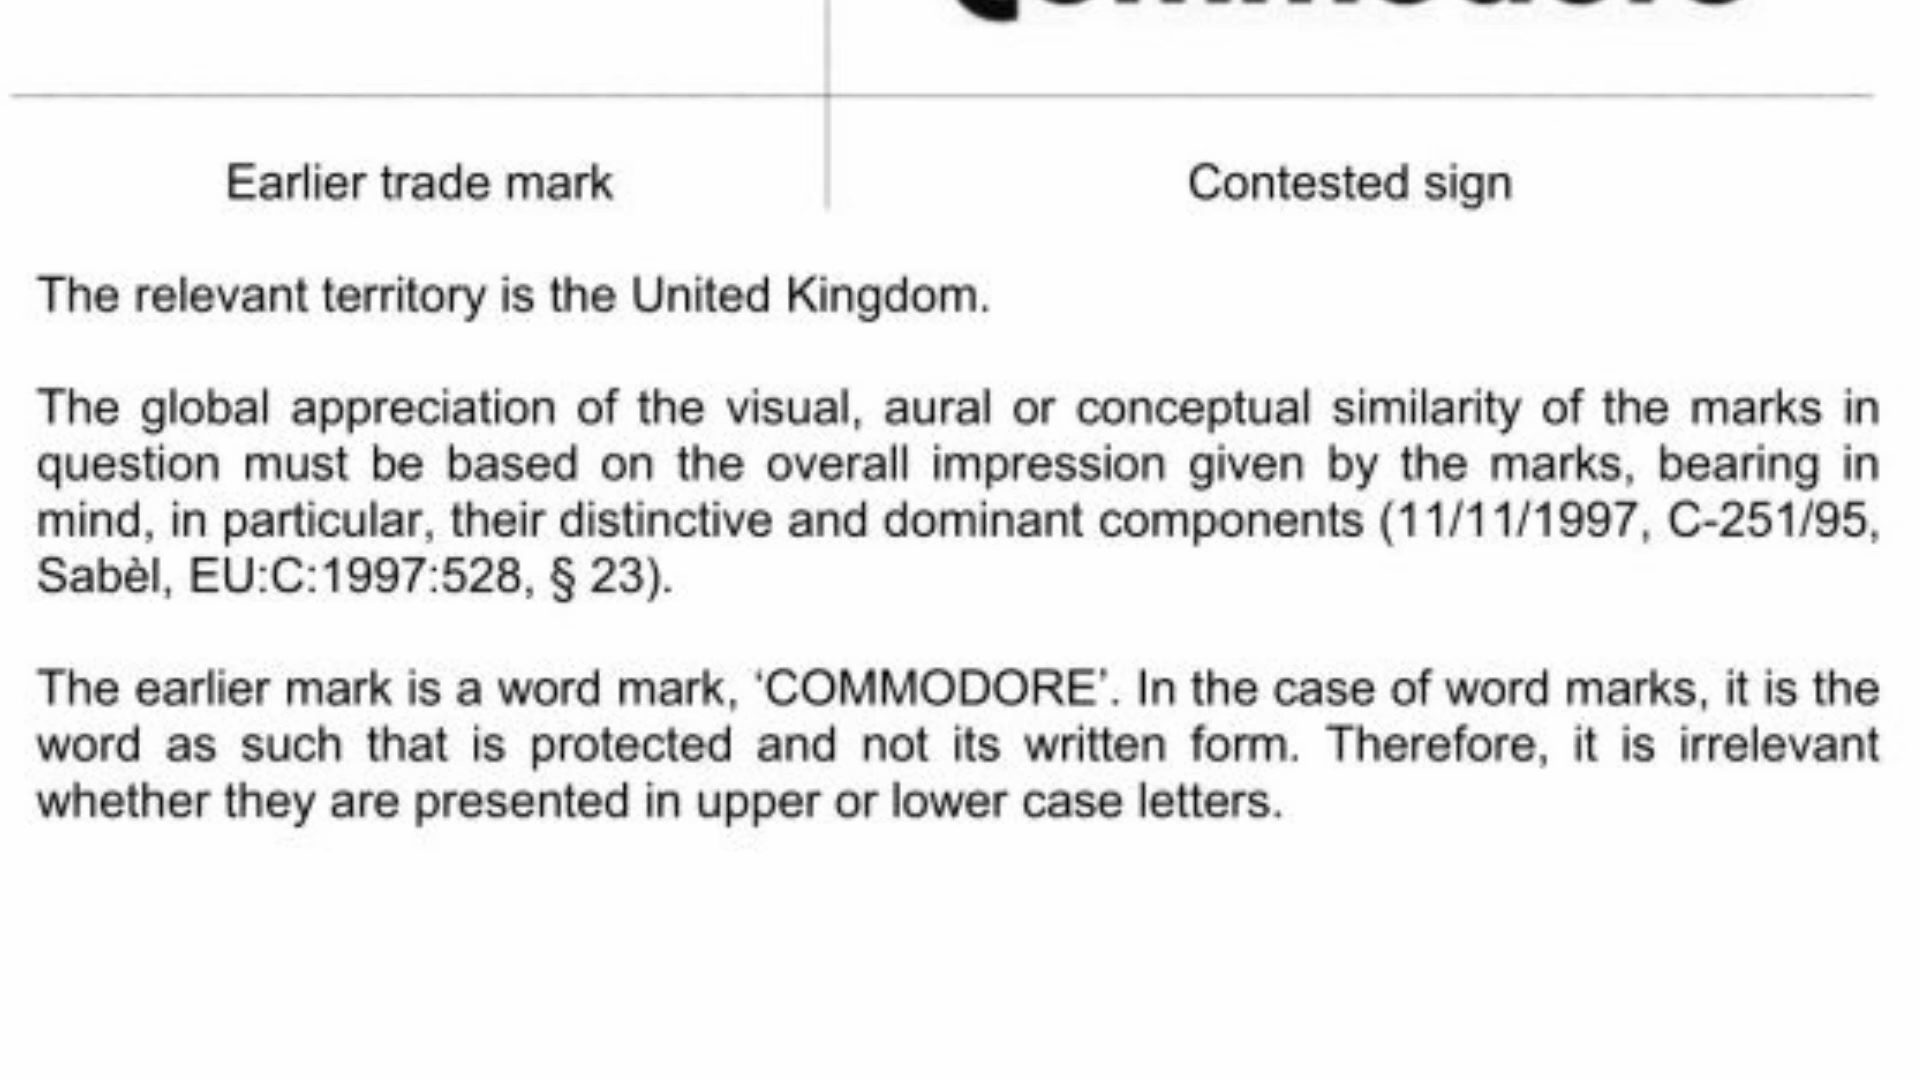 Earlier trade mark
Contested sign
The relevant territory is the United Kingdom.
The global appreciation of the visual, aural or conceptual similarity of the marks in
question must be based on the overall impression given by the marks, bearing in
mind, in particular, their distinctive and dominant components (11/11/1997, C-251/95,
Sabèl, EU:C:1997:528, § 23).
The earlier mark is a word mark, ‘COMMODORE’. In the case of word marks, it is the
word as such that is protected and not its written form. Therefore, it is irrelevant
whether they are presented in upper or lower case letters.